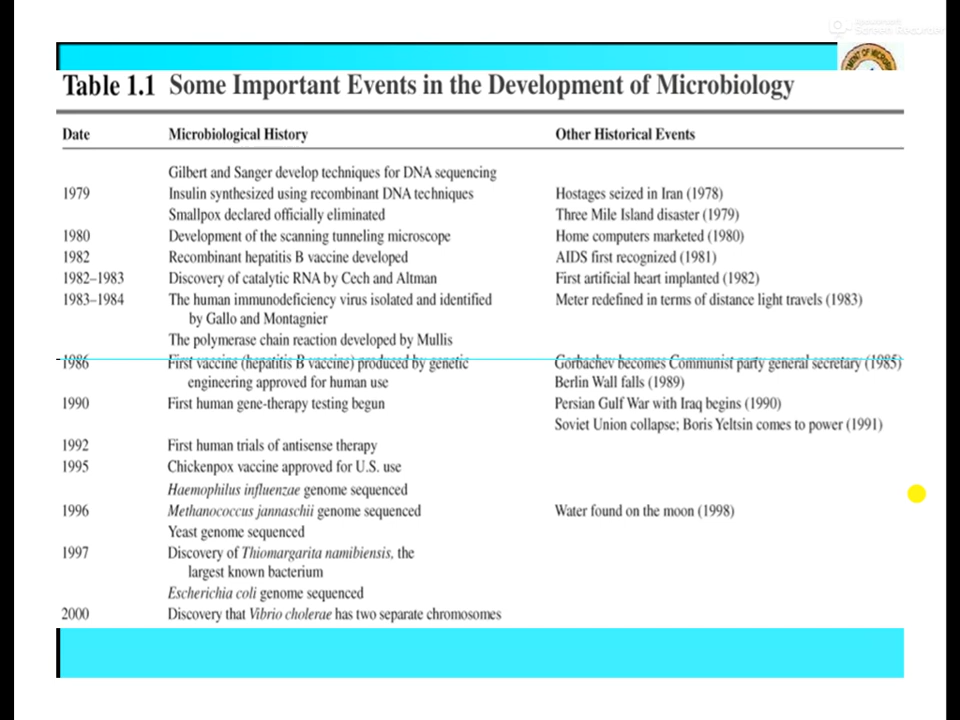 Screen Recorder
Table 1.1 Some Important Events in the Development of Microbiology
Date Microbiological History Other Historical Events
Gilbert and Sanger develop techniques for DNA sequencing
1979 Insulin synthesized using recombinant DNA techniques Hostages seized in Iran (1978)
Smallpox declared officially eliminated Three Mile Island disaster (1979)
1980 Development of the scanning tunneling microscope Home computers marketed (1980)
1982 Recombinant hepatitis B vaccine developed AIDS first recognized (1981)
1982–1983 Discovery of catalytic RNA by Cech and Altman First artificial heart implanted (1982)
1983–1984 The human immunodeficiency virus isolated and identified Meter redefined in terms of distance light travels (1983)
by Gallo and Montagnier
The polymerase chain reaction developed by Mullis
1986 First vaccine (hepatitis B vaccine) produced by genetic Gorbachev becomes Communist party general secretary (1985)
engineering approved for human use Berlin Wall falls (1989)
1990 First human gene-therapy testing begun Persian Gulf War with Iraq begins (1990)
Soviet Union collapse; Boris Yeltsin comes to power (1991)
1992 First human trials of antisense therapy
1995 Chickenpox vaccine approved for U.S. use
Haemophilus influenzae genome sequenced
1996 Methanococcus jannaschii genome sequenced Water found on the moon (1998)
Yeast genome sequenced
1997 Discovery of Thiomargarita namibiensis, the
largest known bacterium
Escherichia coli genome sequenced
2000 Discovery that Vibrio cholerae has two separate chromosomes